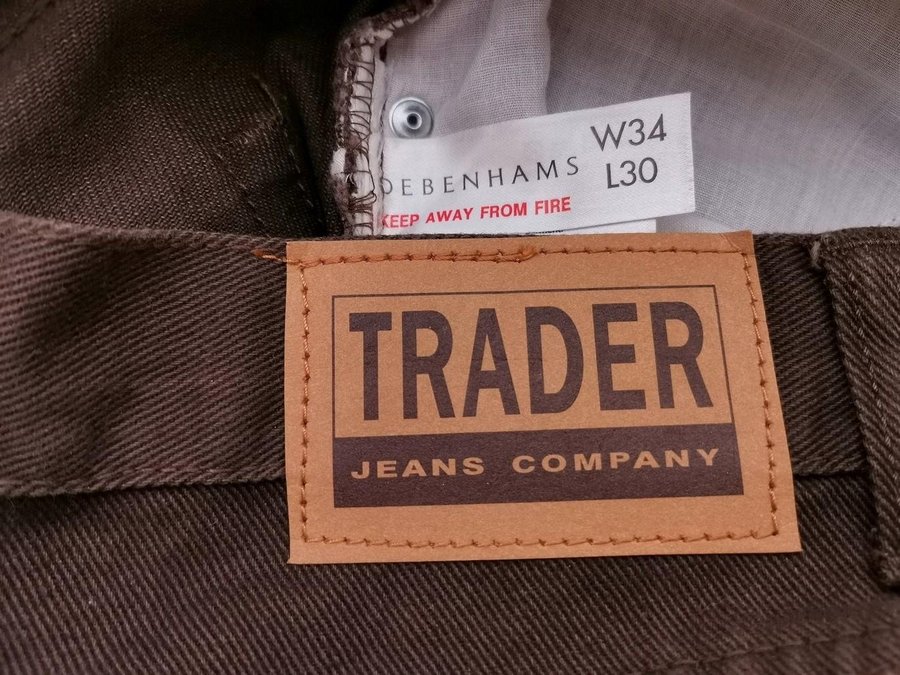 W34
DEBENHAMS
L30
KEEP AWAY FROM FIRE
TRADER
JEANS COMPANY